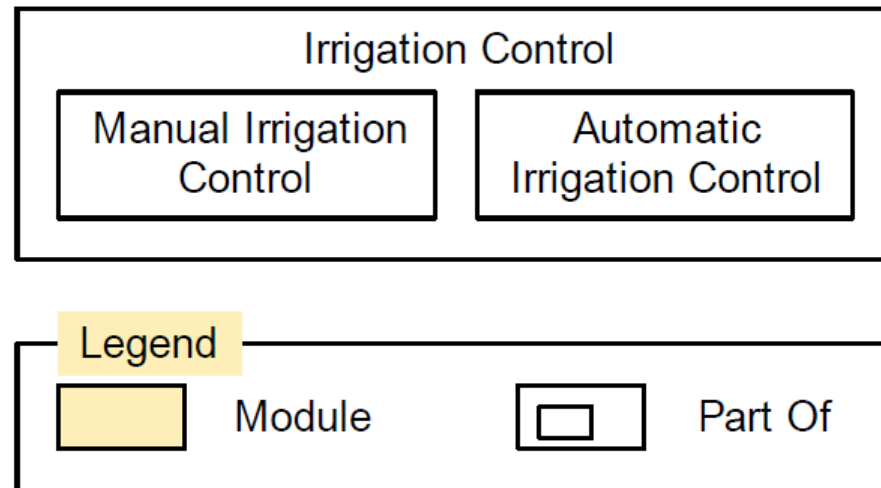 Irrigation Control
Manual Irrigation
Control
Automatic
Irrigation Control
Legend
Module
Part Of